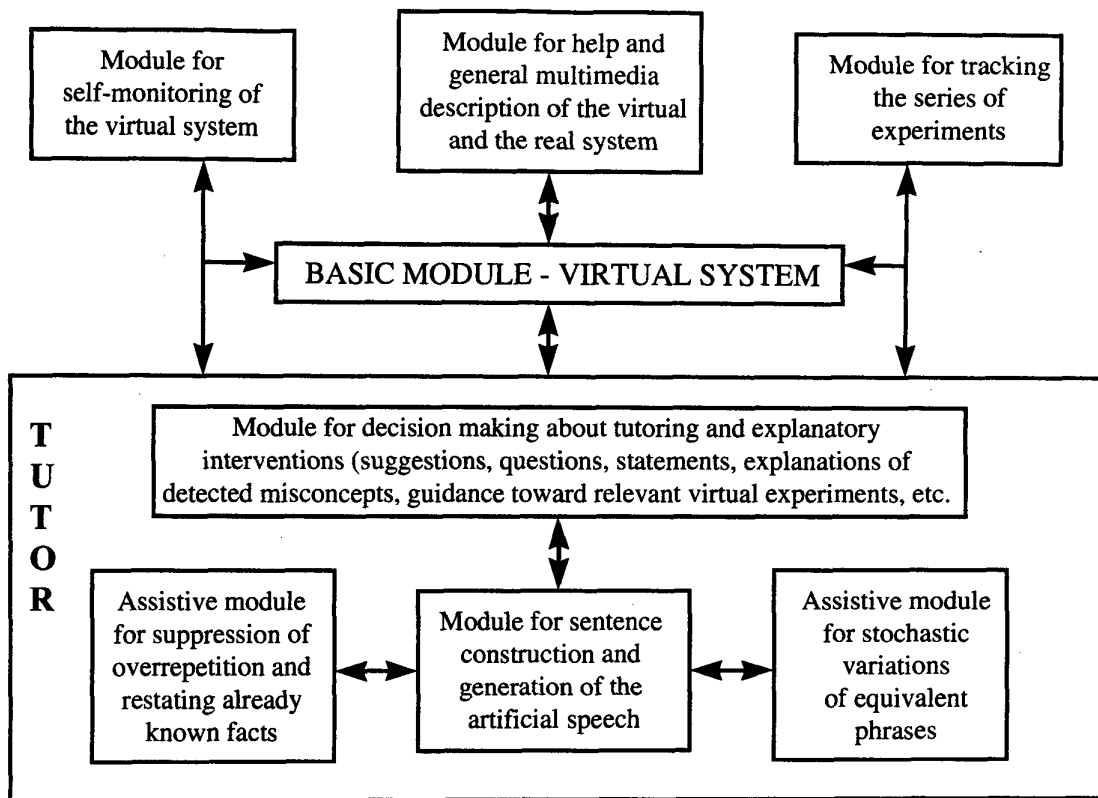 Module for
self-monitoring of
the virtual system
Module for help and
general multimedia
description of the virtual
and the real system
Module for tracking
the series of
experiments
BASIC MODULE - VIRTUAL SYSTEM
TUTOR
Module for decision making about tutoring and explanatory
interventions (suggestions, questions, statements, explanations of
detected misconcepts, guidance toward relevant virtual experiments, etc.
Assistive module
for suppression of
overrepetition and
restating already
known facts
Module for sentence
construction and
generation of the
artificial speech
Assistive module
for stochastic
variations
of equivalent
phrases